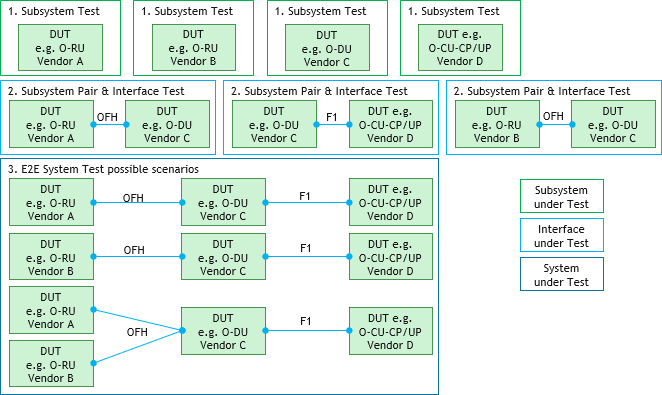 1. Subsystem Test
DUT
e.g. O-RU
Vendor A
1. Subsystem Test
DUT
e.g. O-RU
Vendor B
1. Subsystem Test
DUT
e.g. O-DU
Vendor C
1. Subsystem Test
DUT e.g.
O-CU-CP/UP
Vendor D
2. Subsystem Pair & Interface Test
DUT
e.g. O-RU
Vendor A
OFH
DUT
e.g. O-DU
Vendor C
2. Subsystem Pair & Interface Test
DUT
e.g. O-DU
Vendor C
F1
DUT e.g.
O-CU-CP/UP
Vendor D
2. Subsystem Pair & Interface Test
DUT
e.g. O-RU
Vendor B
OFH
DUT
e.g. O-DU
Vendor C
3. E2E System Test possible scenarios
DUT
e.g. O-RU
Vendor A
OFH
DUT
e.g. O-DU
Vendor C
F1
DUT e.g.
O-CU-CP/UP
Vendor D
DUT
e.g. O-RU
Vendor B
OFH
DUT
e.g. O-DU
Vendor C
F1
DUT e.g.
O-CU-CP/UP
Vendor D
DUT
e.g. O-RU
Vendor A
DUT
e.g. O-RU
Vendor B
OFH
DUT
e.g. O-DU
Vendor C
F1
DUT e.g.
O-CU-CP/UP
Vendor D
Subsystem
under Test
Interface
under Test
System
under Test